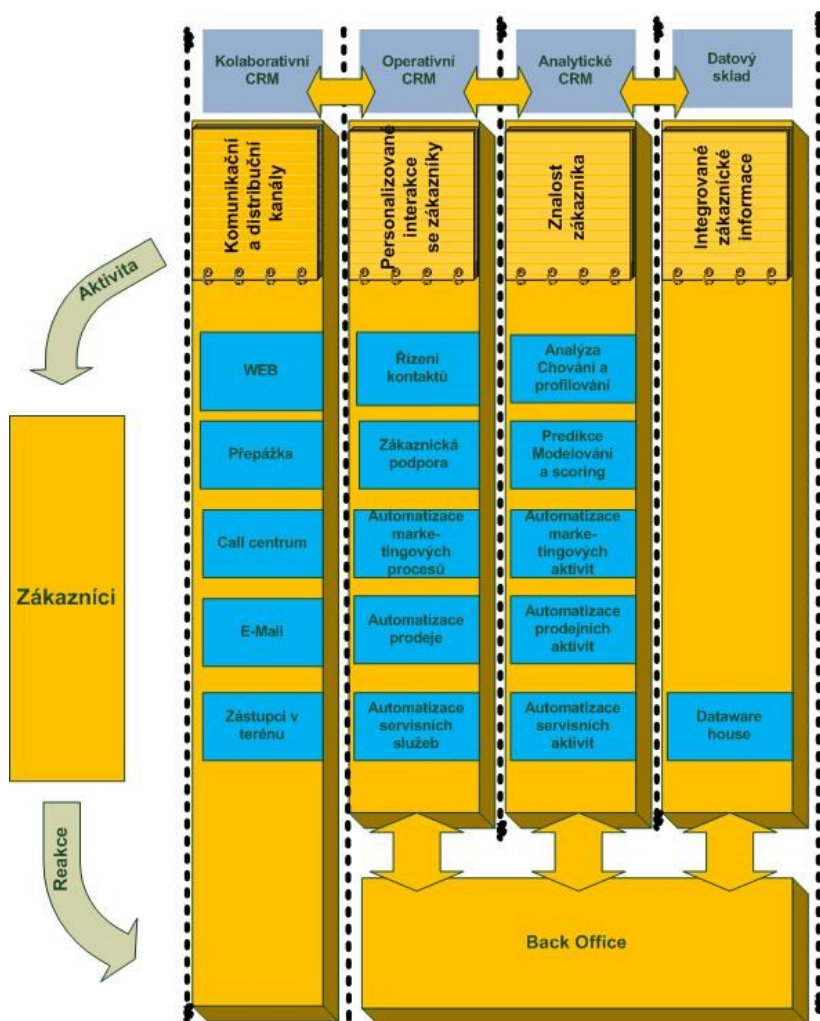 Kolaborativní
CRM
Operativní
CRM
Analytické
CRM
Datový
sklad
Komunikační
a distribuční
kanály
Personalizované
interakce
se zákazníky
Znalost
zákazníka
Integrované
zákaznické
informace
Aktivita
WEB
Řízení
kontaktů
Analýza
Chování a
profilování
Přepážka
Zákaznická
podpora
Predikce
Modelování
a scoring
Call centrum
Automatizace
marke-
tingových
procesů
Automatizace
marke-
tingových
aktivit
Zákazníci
E-Mail
Automatizace
prodeje
Automatizace
prodejních
aktivit
Zástupci v
terénu
Automatizace
servisních
služeb
Automatizace
servisních
aktivit
Dataware
house
Reakce
Back Office